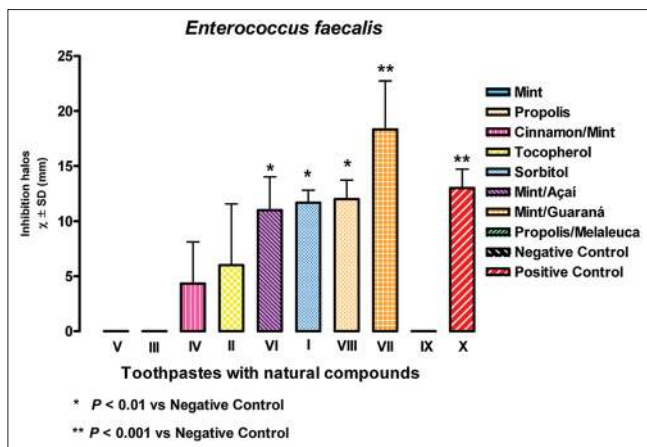 Enterococcus faecalis
Inhibition halos
χ ± SD (mm)
25
20
15
10
5
0
* * * ** **
V III IV II VI I VIII VII IX X
Toothpastes with natural compounds
Mint
Propolis
Cinnamon/Mint
Tocopherol
Sorbitol
Mint/Açaí
Mint/Guaraná
Propolis/Melaleuca
Negative Control
Positive Control
* P < 0.01 vs Negative Control
** P < 0.001 vs Negative Control